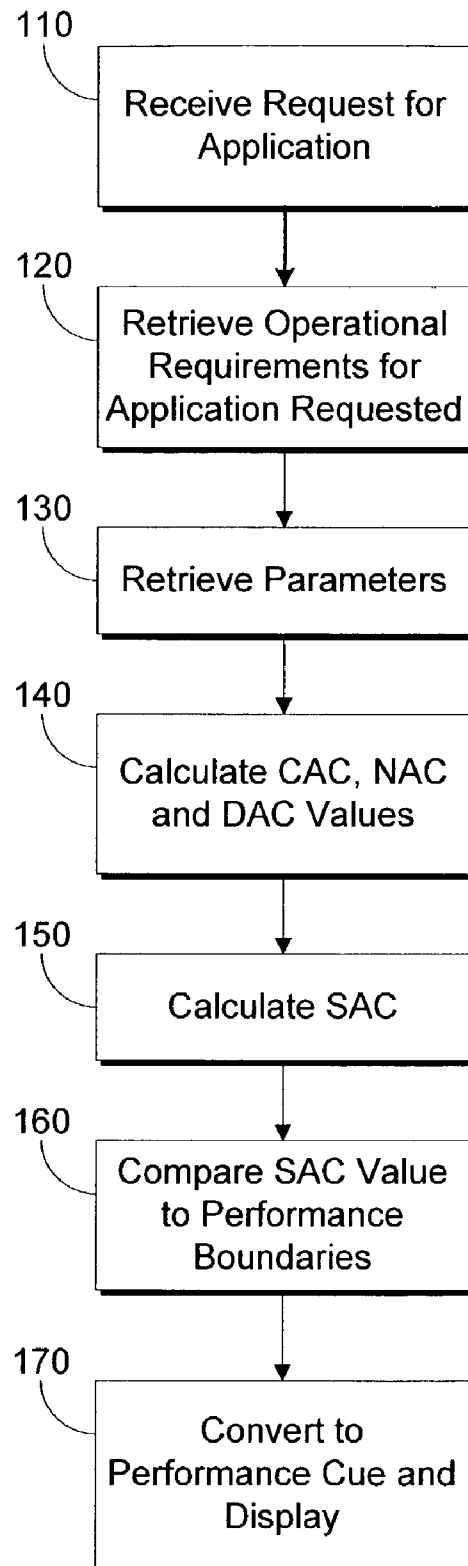 110
Receive Request for
Application
120
Retrieve Operational
Requirements for
Application Requested
130
Retrieve Parameters
140
Calculate CAC, NAC
and DAC Values
150
Calculate SAC
160
Compare SAC Value
to Performance
Boundaries
170
Convert to
Performance Cue and
Display